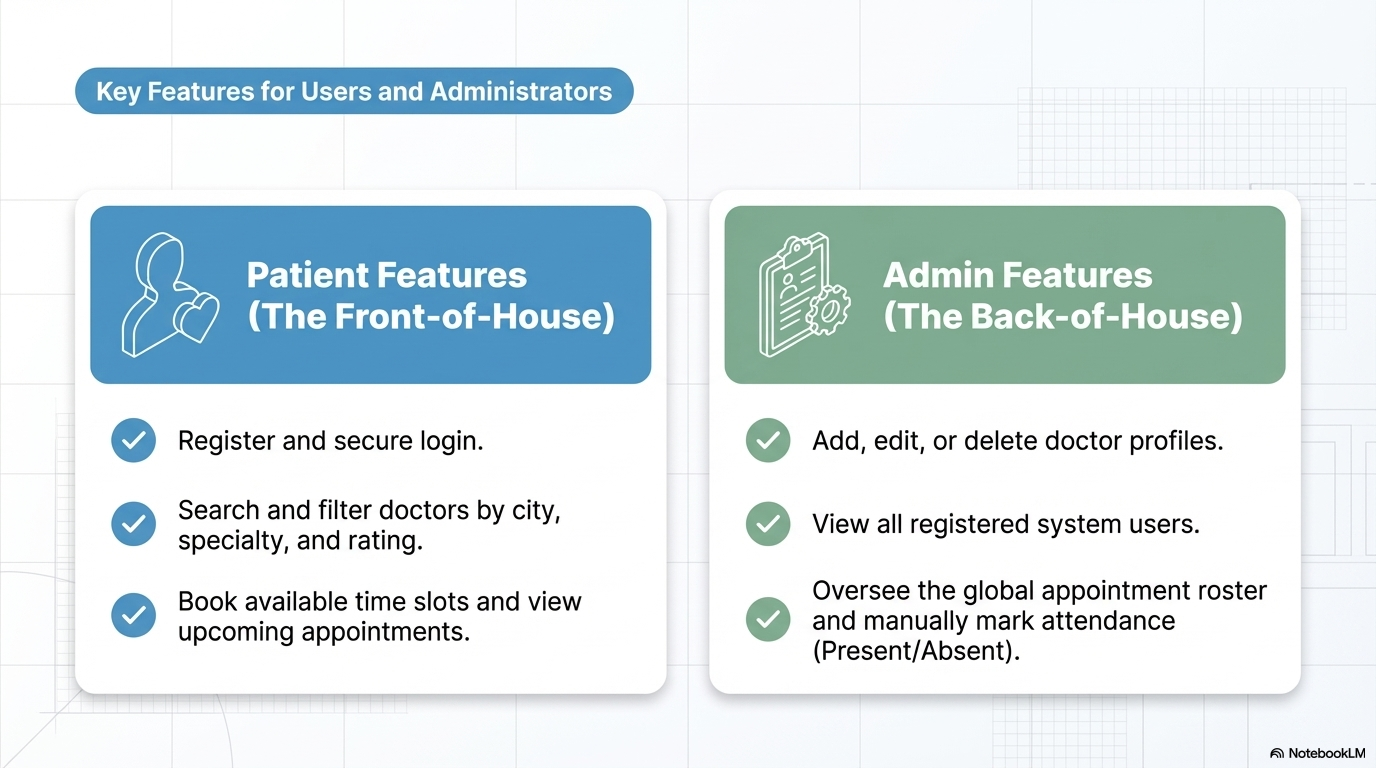 Key Features for Users and Administrators
Patient Features
(The Front-of-House)
Register and secure login.
Search and filter doctors by city,
specialty, and rating.
Book available time slots and view
upcoming appointments.
Admin Features
(The Back-of-House)
Add, edit, or delete doctor profiles.
View all registered system users.
Oversee the global appointment roster
and manually mark attendance
(Present/Absent).
NotebookLM